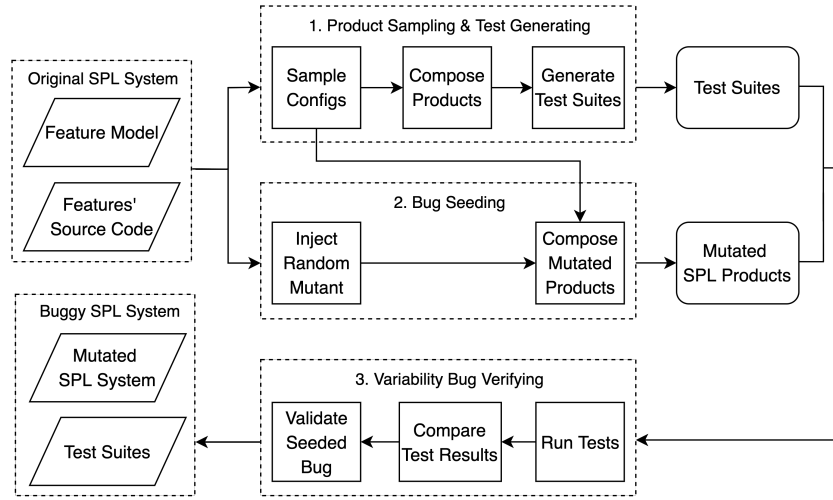 1. Product Sampling & Test Generating
Original SPL System
Feature Model
Features'
Source Code
Sample
Configs
Compose
Products
Generate
Test Suites
Test Suites
2. Bug Seeding
Inject
Random
Mutant
Compose
Mutated
Products
Mutated
SPL Products
Buggy SPL System
Mutated
SPL System
Test Suites
3. Variability Bug Verifying
Validate
Seeded
Bug
Compare
Test Results
Run Tests